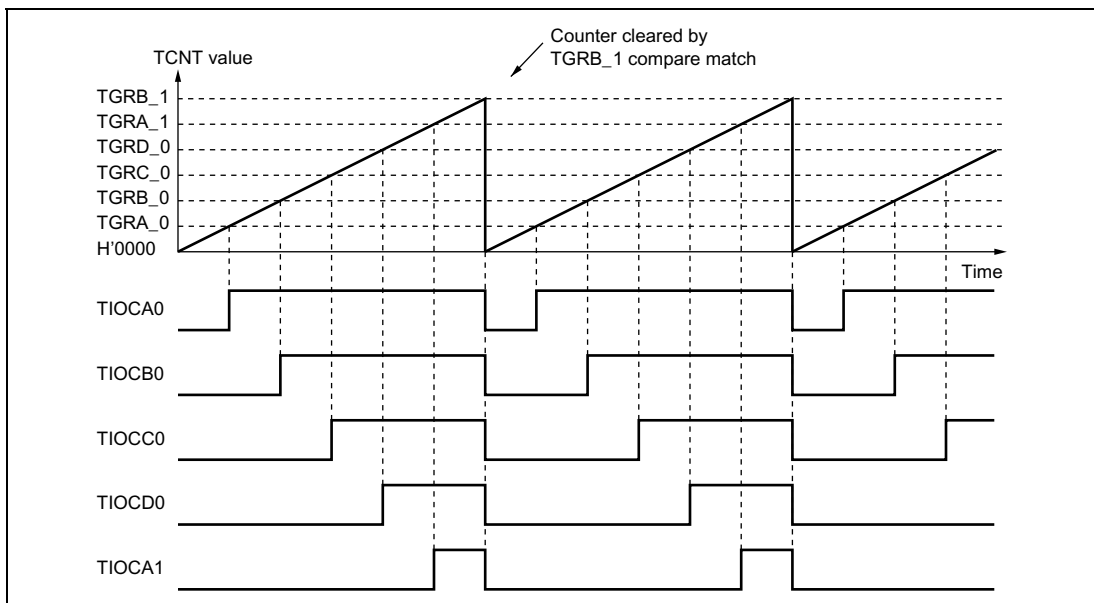 Counter cleared by
TGRB_1 compare match
TCNT value
TGRB_1
TGRA_1
TGRD_0
TGRC_0
TGRB_0
TGRA_0
H'0000
Time
TIOCA0
TIOCB0
TIOCC0
TIOCD0
TIOCA1